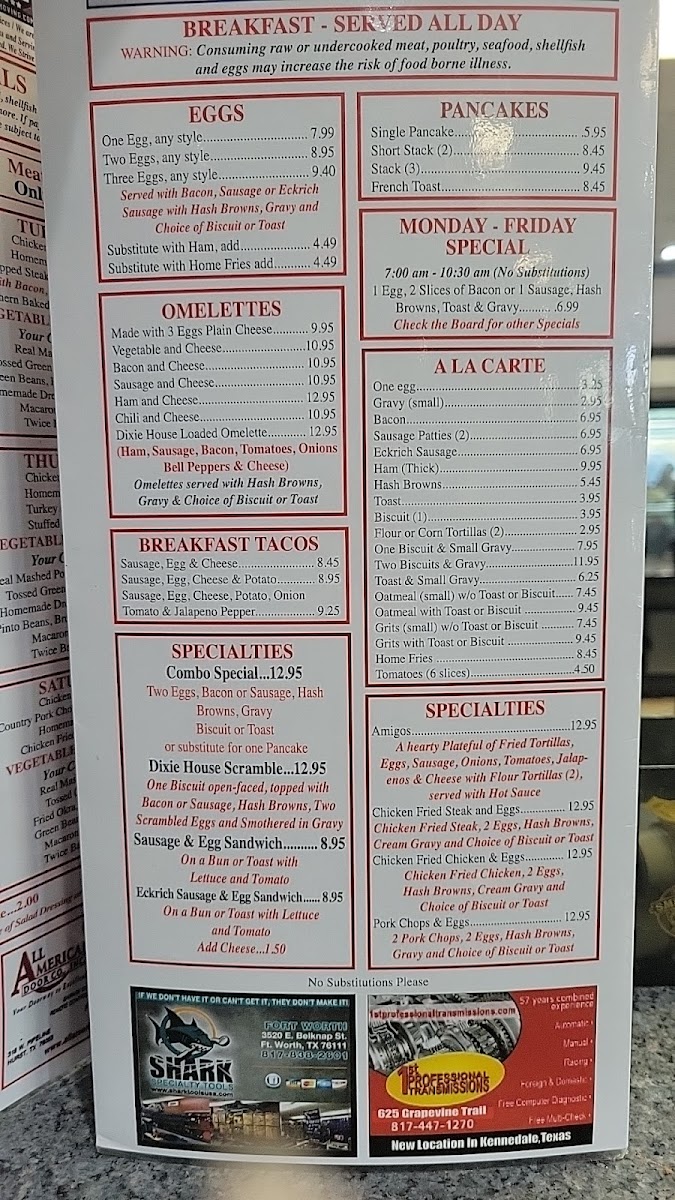 BREAKFAST - SERVED ALL DAY
WARNING: Consuming raw or undercooked meat, poultry, seafood, shellfish
and eggs may increase the risk of food borne illness.
EGGS
One Egg, any style............7.99
Two Eggs, any style............8.95
Three Eggs, any style............9.40
Served with Bacon, Sausage or Eckrich
Sausage with Hash Browns, Gravy and
Choice of Biscuit or Toast
Substitute with Ham, add............4.49
Substitute with Home Fries add............4.49
OMELETTES
Made with 3 Eggs Plain Cheese............9.95
Vegetable and Cheese............10.95
Bacon and Cheese............10.95
Sausage and Cheese............10.95
Ham and Cheese............12.95
Chili and Cheese............10.95
Dixie House Loaded Omelette............12.95
(Ham, Sausage, Bacon, Tomatoes, Onions
Bell Peppers & Cheese)
Omelettes served with Hash Browns,
Gravy & Choice of Biscuit or Toast
BREAKFAST TACOS
Sausage, Egg & Cheese............8.45
Sausage, Egg, Cheese & Potato............8.95
Sausage, Egg, Cheese, Potato, Onion
Tomato & Jalapeno Pepper............9.25
SPECIALTIES
Combo Special...12.95
Two Eggs, Bacon or Sausage, Hash
Browns, Gravy
Biscuit or Toast
or substitute for one Pancake
Dixie House Scramble...12.95
One Biscuit open-faced, topped with
Bacon or Sausage, Hash Browns, Two
Scrambled Eggs and Smothered in Gravy
Sausage & Egg Sandwich..........8.95
On a Bun or Toast with
Lettuce and Tomato
Eckrich Sausage & Egg Sandwich......8.95
On a Bun or Toast with Lettuce
and Tomato
Add Cheese...1.50
PANCAKES
Single Pancake............5.95
Short Stack (2)............8.45
Stack (3)............9.45
French Toast............8.45
MONDAY - FRIDAY
SPECIAL
7:00 am - 10:30 am (No Substitutions)
1 Egg, 2 Slices of Bacon or 1 Sausage, Hash
Browns, Toast & Gravy..........6.99
Check the Board for other Specials
A LA CARTE
One egg............3.25
Gravy (small)............2.95
Bacon............6.95
Sausage Patties (2)............6.95
Eckrich Sausage............6.95
Ham (Thick)............9.95
Hash Browns............5.45
Toast............3.95
Biscuit (1)............3.95
Flour or Corn Tortillas (2)............2.95
One Biscuit & Small Gravy............7.95
Two Biscuits & Gravy............11.95
Toast & Small Gravy............6.25
Oatmeal (small) w/o Toast or Biscuit......7.45
Oatmeal with Toast or Biscuit............9.45
Grits (small) w/o Toast or Biscuit..........7.45
Grits with Toast or Biscuit............9.45
Home Fries............8.45
Tomatoes (6 slices)............4.50
SPECIALTIES
Amigos............12.95
A hearty Plateful of Fried Tortillas,
Eggs, Sausage, Onions, Tomatoes, Jalap-
enos & Cheese with Flour Tortillas (2),
served with Hot Sauce
Chicken Fried Steak and Eggs............12.95
Chicken Fried Steak, 2 Eggs, Hash Browns,
Cream Gravy and Choice of Biscuit or Toast
Chicken Fried Chicken & Eggs............12.95
Chicken Fried Chicken, 2 Eggs,
Hash Browns, Cream Gravy and
Choice of Biscuit or Toast
Pork Chops & Eggs............12.95
2 Pork Chops, 2 Eggs, Hash Browns,
Gravy and Choice of Biscuit or Toast
No Substitutions Please
IF WE DON'T HAVE IT OR CAN'T GET IT, THEY DON'T MAKE IT!
SHARK
SPECIALTY TOOLS
www.sharktoolsusa.com
FORT WORTH
3520 E. Belknap St.
Ft. Worth, TX 76111
817-838-2601
1stprofessionaltransmissions.com
57 years combined
experience
Automatic
Manual
Racing
Foreign & Domestic
Free Computer Diagnostic
Free Multi-Check
1st PROFESSIONAL
TRANSMISSIONS
625 Grapevine Trail
817-447-1270
New Location In Kennedale, Texas
ALL
AMERICAN
DOOR CO. INC.